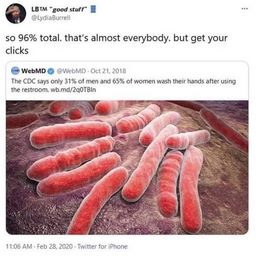 LB™ "good stuff"
@LydiaBurrell
so 96% total. that's almost everybody. but get your
clicks
WebMD @WebMD · Oct 21, 2018
The CDC says only 31% of men and 65% of women wash their hands after using
the restroom. wb.md/2q0TBln
11:06 AM · Feb 28, 2020 · Twitter for iPhone